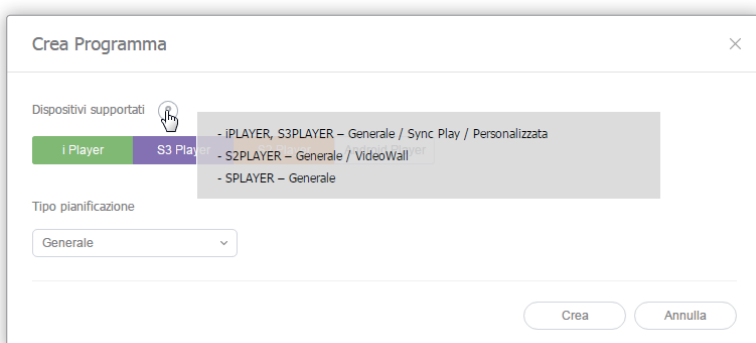 Crea Programma
Dispositivi supportati
- iPLAYER, S3PLAYER – Generale / Sync Play / Personalizzata
i Player S3 Player Player
- S2PLAYER – Generale / VideoWall
- SPLAYER – Generale
Tipo pianificazione
Generale
Crea Annulla